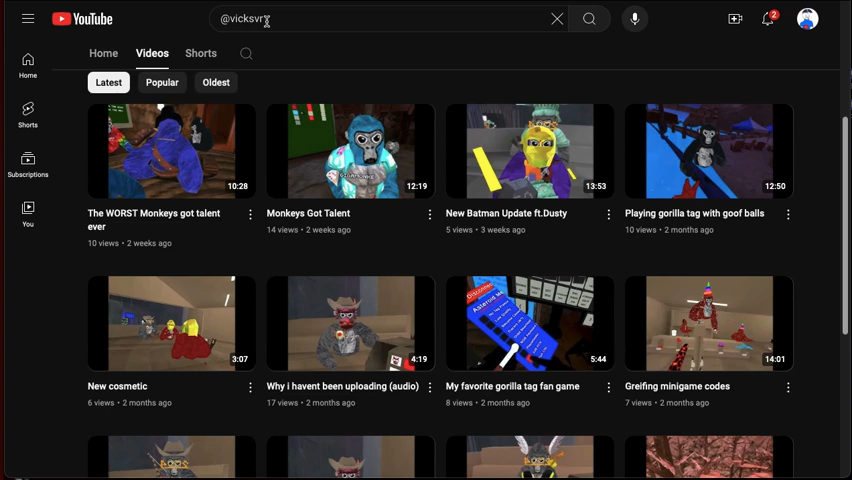 YouTube
@vicksvr
2
Home Videos Shorts
Home
Shorts
Subscriptions
You
Latest Popular Oldest
10:28
12:19
13:53
12:50
The WORST Monkeys got talent ever
10 views • 2 weeks ago
Monkeys Got Talent
14 views • 2 weeks ago
New Batman Update ft.Dusty
5 views • 3 weeks ago
Playing gorilla tag with goof balls
10 views • 2 months ago
3:07
4:19
5:44
14:01
New cosmetic
6 views • 2 months ago
Why i havent been uploading (audio)
17 views • 2 months ago
My favorite gorilla tag fan game
8 views • 2 months ago
Greifing minigame codes
7 views • 2 months ago